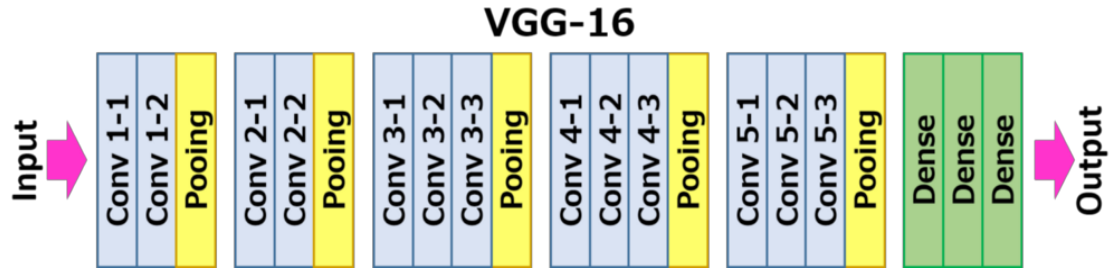 VGG-16
Input
Conv 1-1
Conv 1-2
Pooing
Conv 2-1
Conv 2-2
Pooing
Conv 3-1
Conv 3-2
Conv 3-3
Pooing
Conv 4-1
Conv 4-2
Conv 4-3
Pooing
Conv 5-1
Conv 5-2
Conv 5-3
Pooing
Dense
Dense
Dense
Output